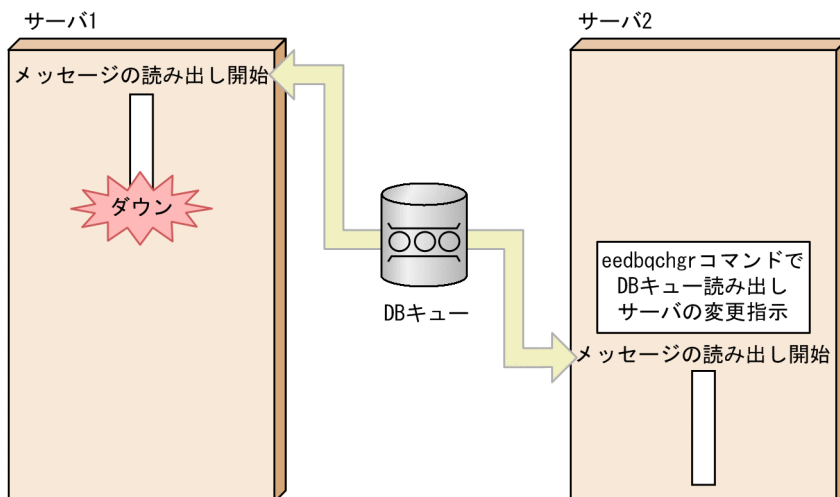 サーバ1
サーバ2
メッセージの読み出し開始
ダウン
DBキュー
eedbqchgrコマンドで
DBキュー読み出し
サーバの変更指示
メッセージの読み出し開始